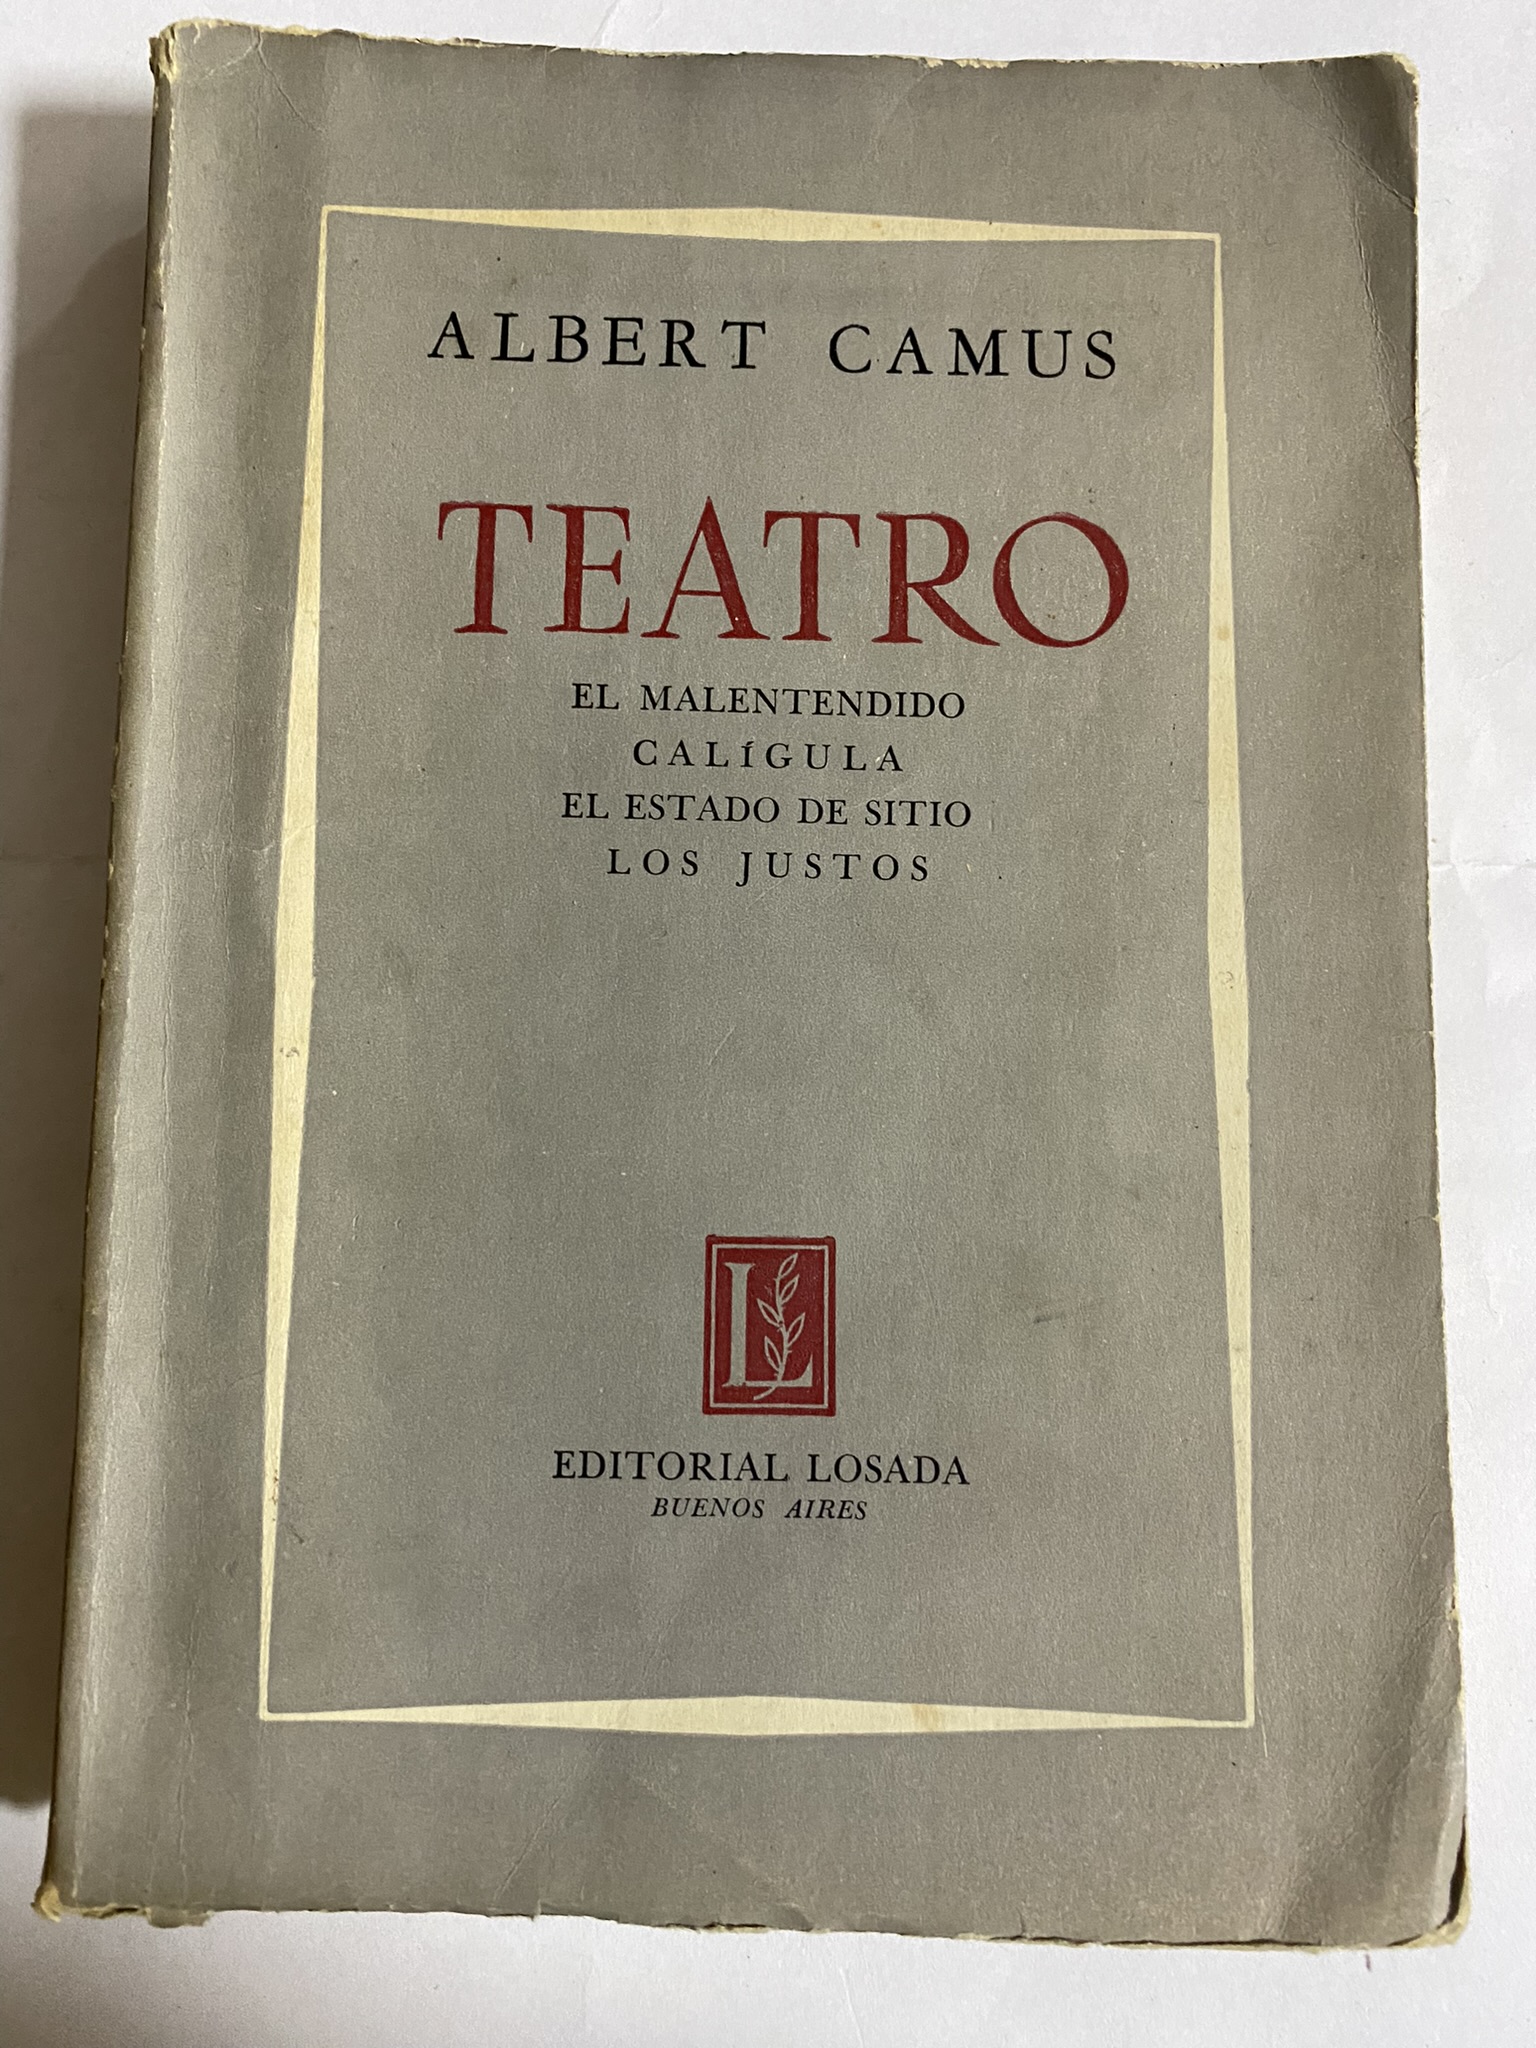 ALBERT CAMUS
TEATRO
EL MALENTENDIDO
CALÍGULA
EL ESTADO DE SITIO
LOS JUSTOS
L
EDITORIAL LOSADA
BUENOS AIRES